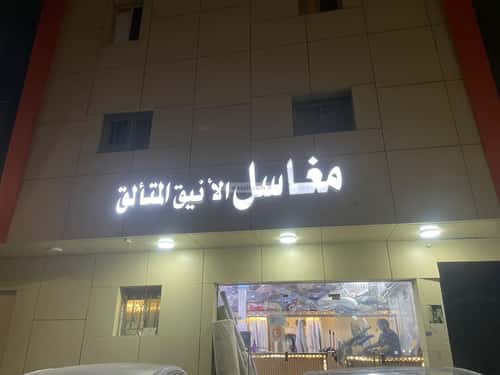 مغاسل الأنيق المتألق